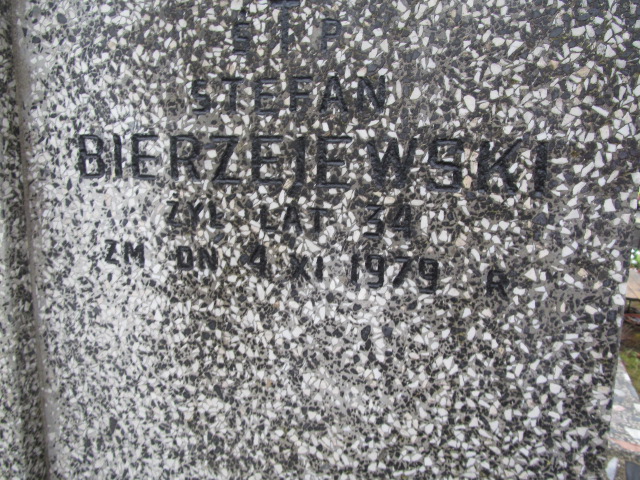 Ś I P
STEFAN
BIERZEJEWSKI
ŻYŁ LAT 34
ZM DN 4 XI 1979 R